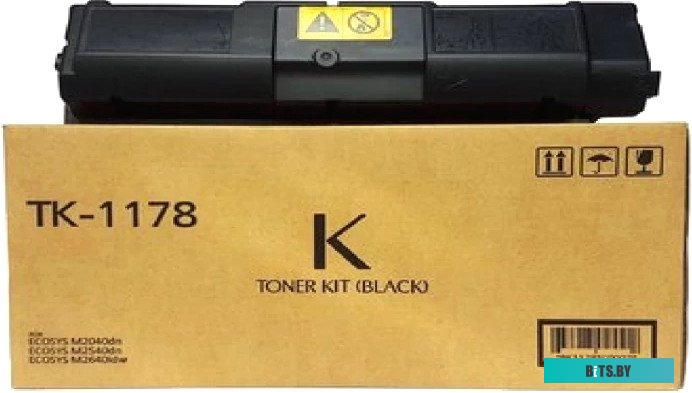 TK-1178
K
TONER KIT (BLACK)
ECOSYS M2040dn
ECOSYS M2540dn
ECOSYS M2640idw
BITS.BY